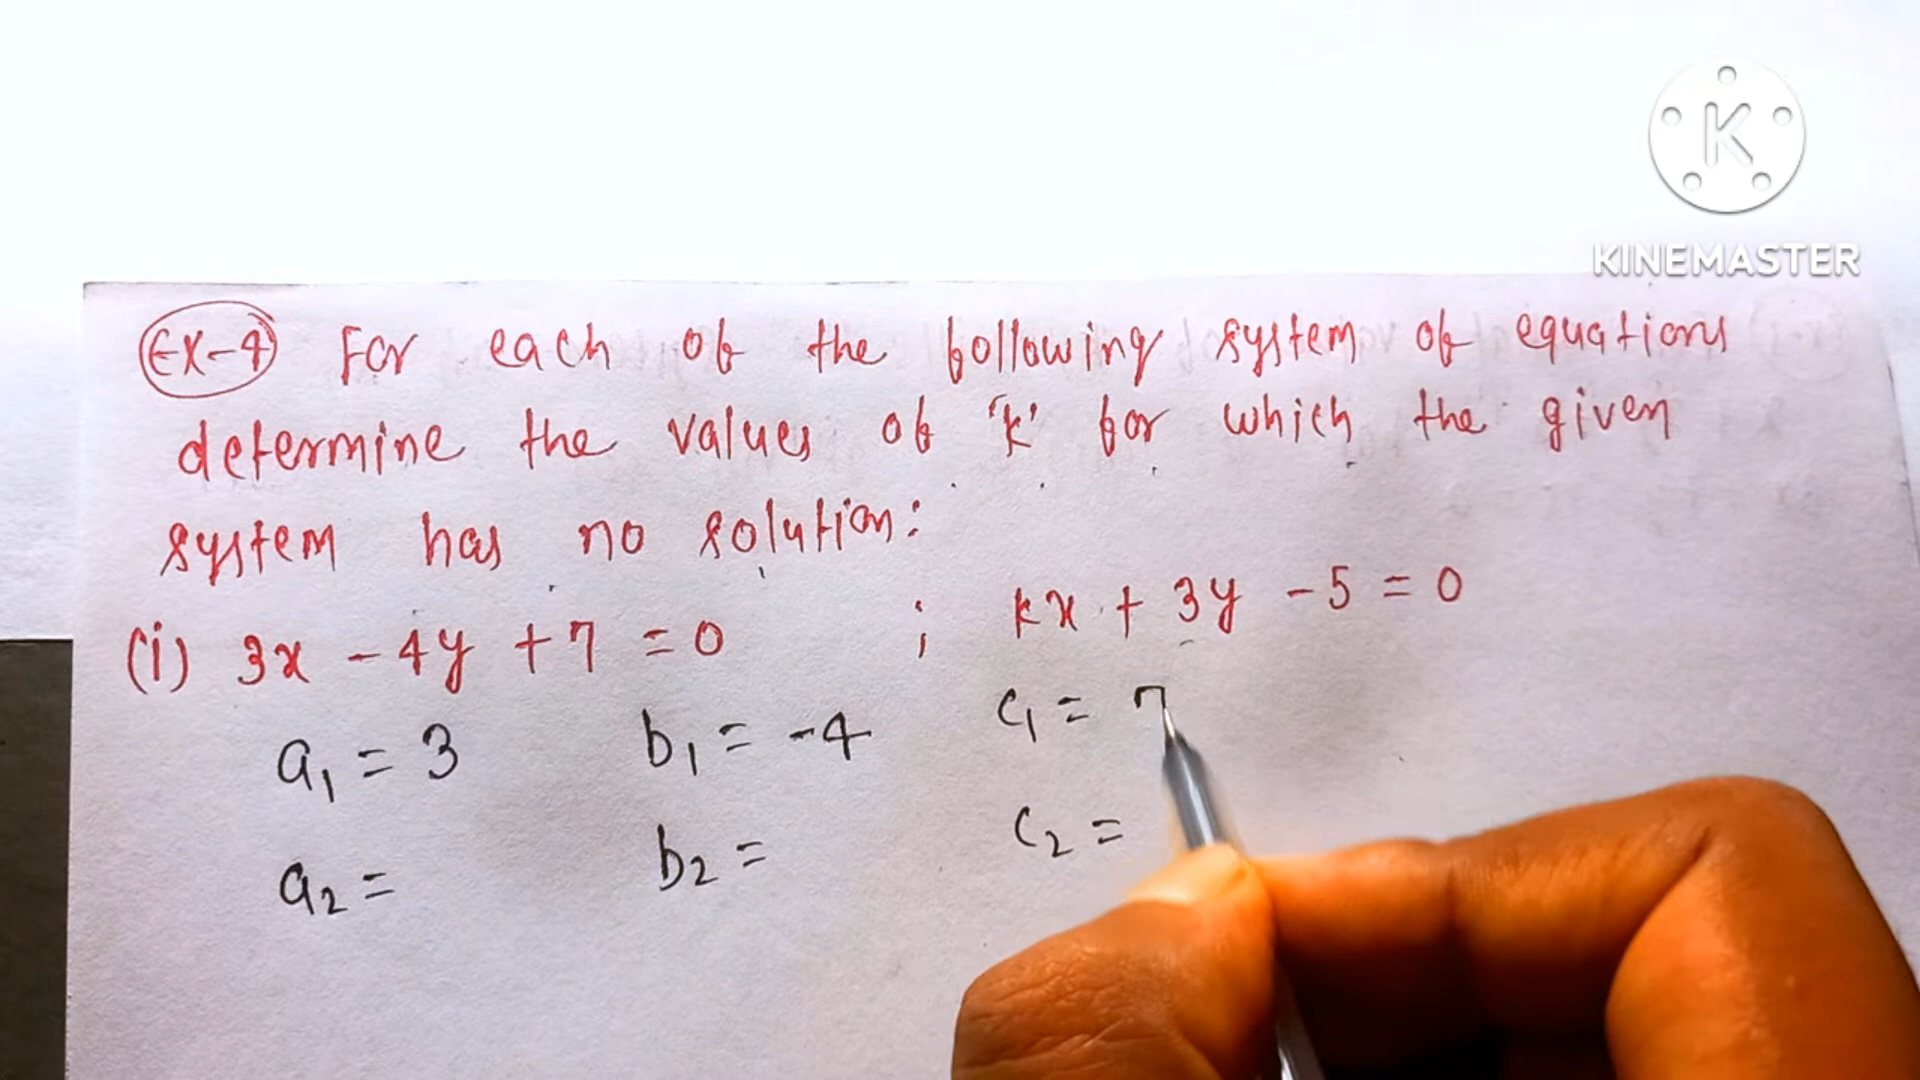 K
KINEMASTER
Ex-4 For each of the following system of equations
determine the values of 'k' for which the given
system has no solution:
(i) 3x - 4y + 7 = 0 ; kx + 3y - 5 = 0
a₁ = 3 b₁ = -4 c₁ = 7
a₂ = b₂ = c₂ =